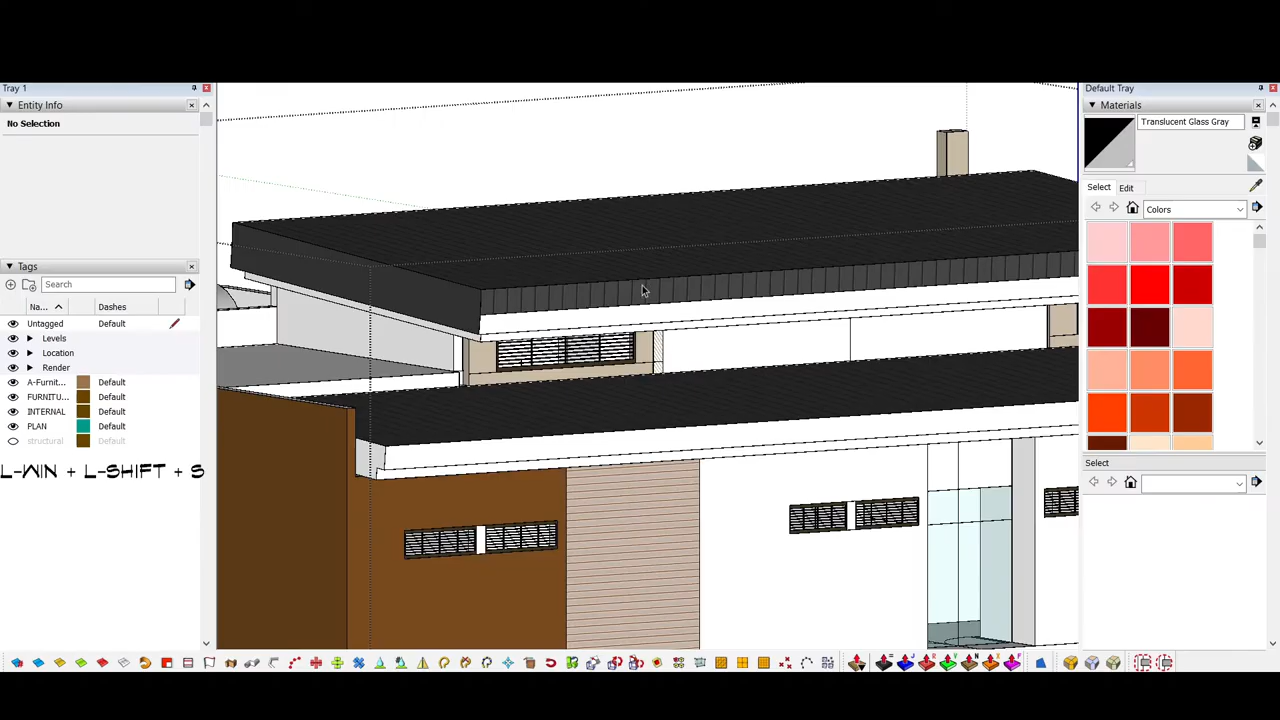 Tray 1
Entity Info
No Selection
Tags
Search
Na... Dashes
Untagged Default
Levels
Location
Render
A-Furnit... Default
FURNITU... Default
INTERNAL Default
PLAN Default
structural Default
L-WIN + L-SHIFT + S
Default Tray
Materials
Translucent Glass Gray
Select Edit
Colors
Select